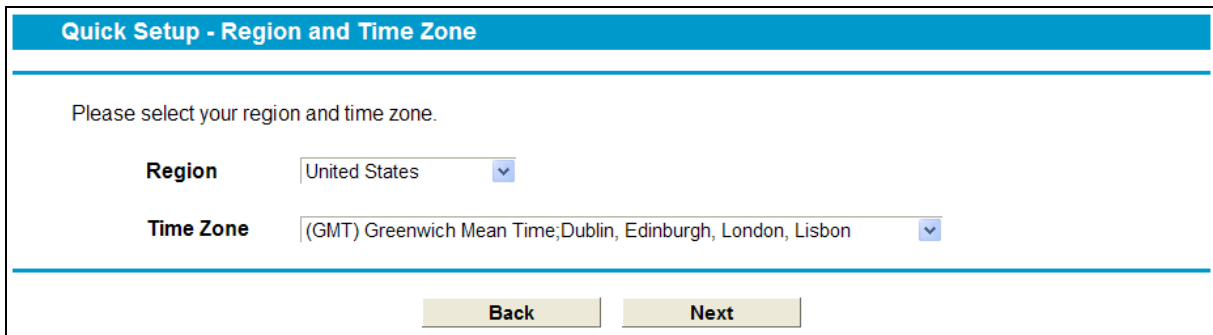 Quick Setup - Region and Time Zone
Please select your region and time zone.
Region United States
Time Zone (GMT) Greenwich Mean Time;Dublin, Edinburgh, London, Lisbon
Back Next